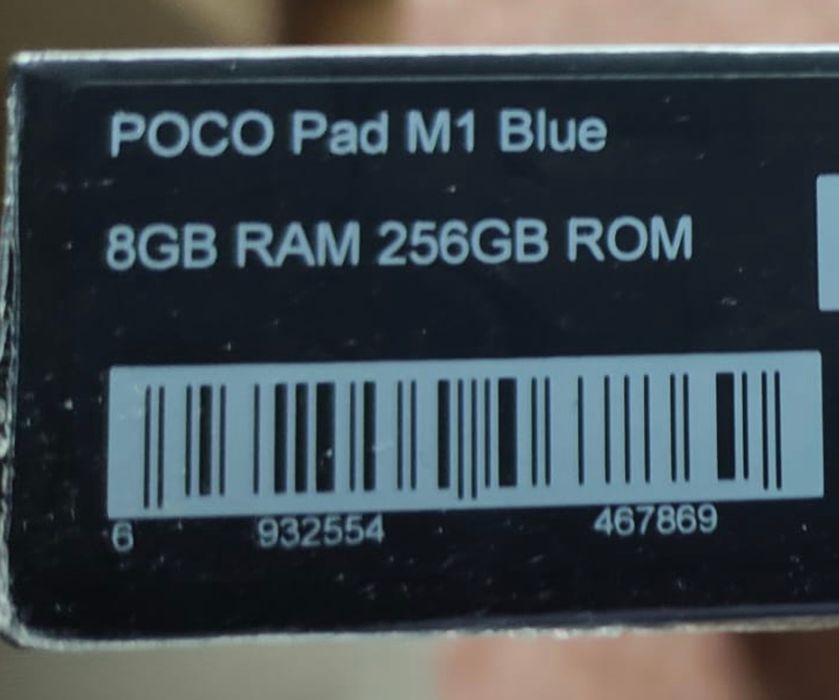 POCO Pad M1 Blue
8GB RAM 256GB ROM
6 932554 467869